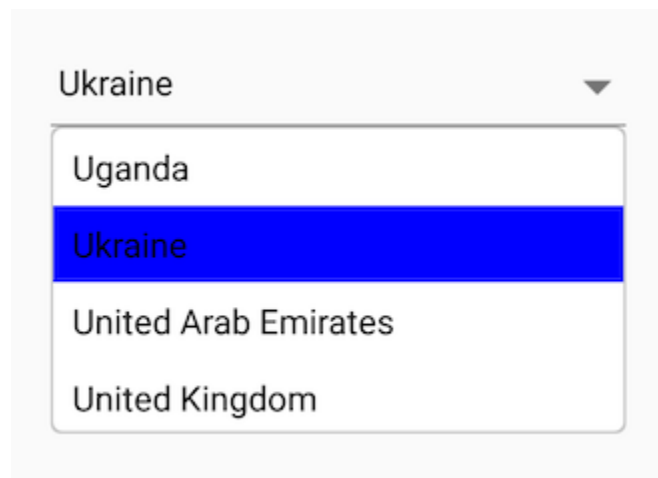 Ukraine
Uganda
Ukraine
United Arab Emirates
United Kingdom